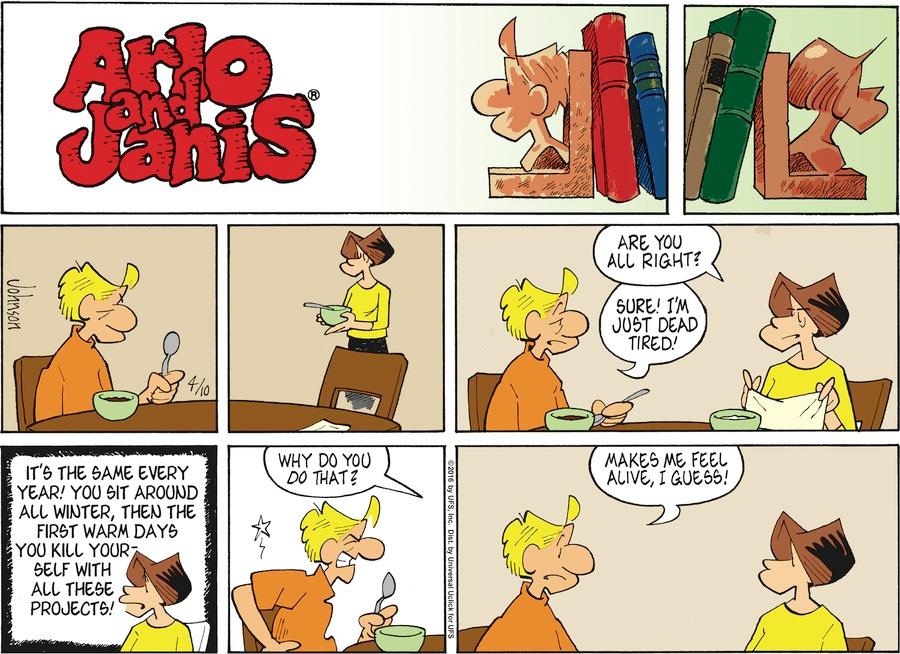 Arlo
and
Janis®
Johnson
4/10
ARE YOU
ALL RIGHT?
SURE! I'M
JUST DEAD
TIRED!
IT'S THE SAME EVERY
YEAR! YOU SIT AROUND
ALL WINTER, THEN THE
FIRST WARM DAYS
YOU KILL YOUR-
SELF WITH
ALL THESE
PROJECTS!
WHY DO YOU
DO THAT?
©2016 by UFS, Inc. Dist. by Universal Uclick for UFS
MAKES ME FEEL
ALIVE, I GUESS!